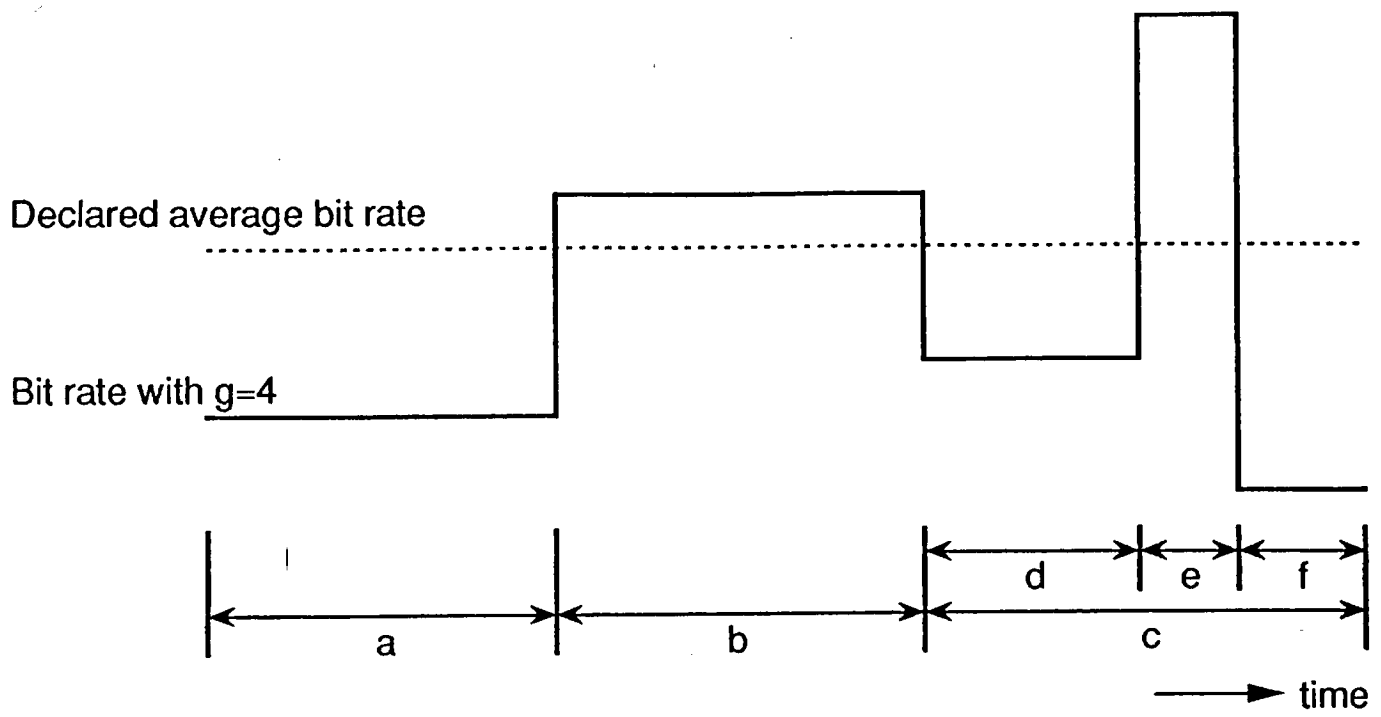 Declared average bit rate
Bit rate with g=4
d e f
a b c
time